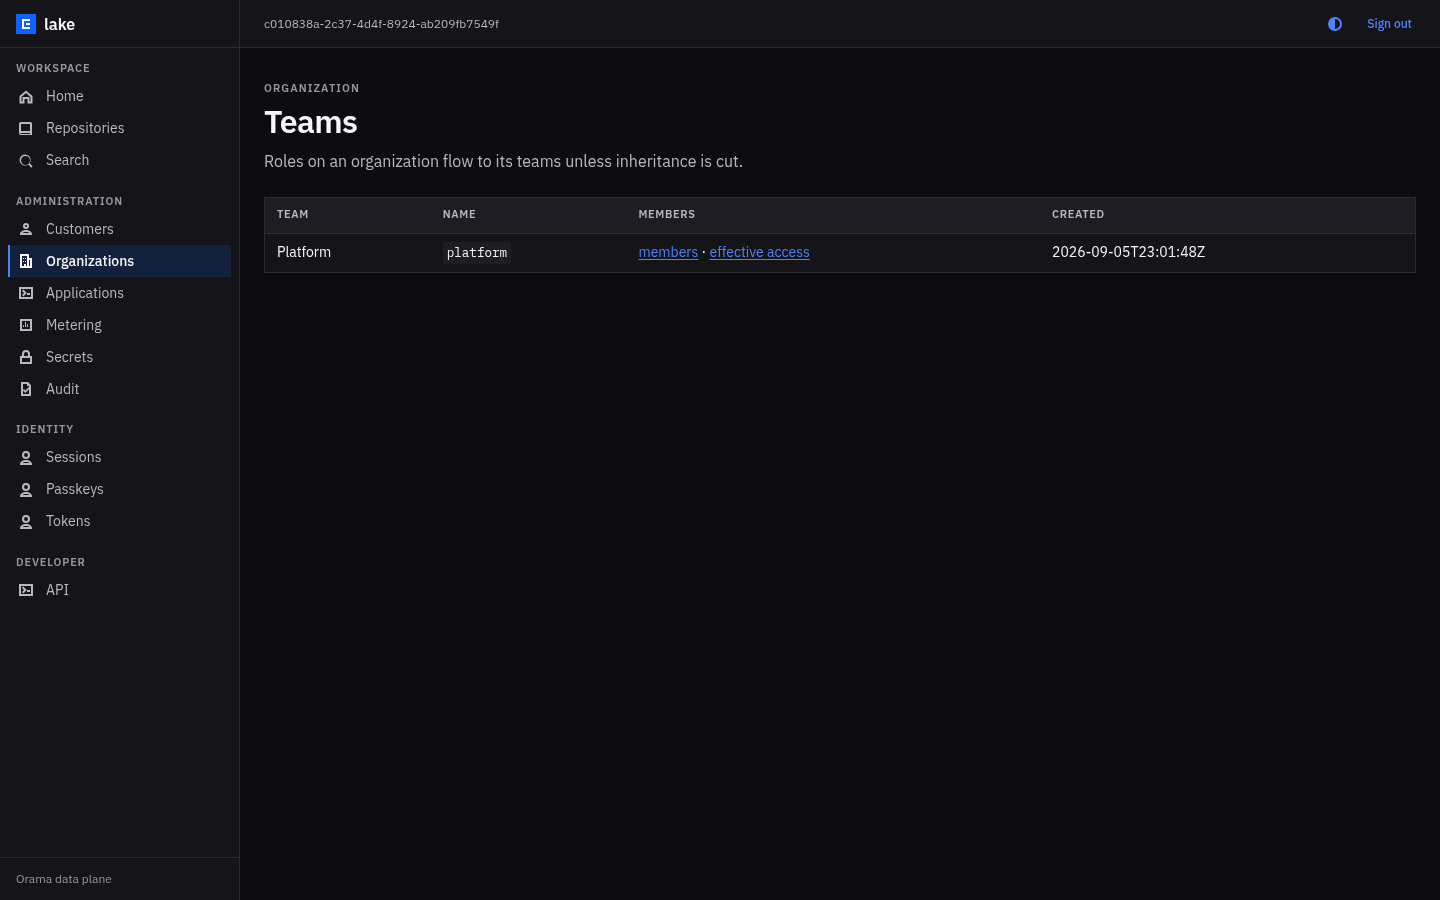 lake
c010838a-2c37-4d4f-8924-ab209fb7549f
Sign out
WORKSPACE
Home
Repositories
Search
ADMINISTRATION
Customers
Organizations
Applications
Metering
Secrets
Audit
IDENTITY
Sessions
Passkeys
Tokens
DEVELOPER
API
Orama data plane
ORGANIZATION
Teams
Roles on an organization flow to its teams unless inheritance is cut.
TEAM NAME MEMBERS CREATED
Platform platform members · effective access 2026-09-05T23:01:48Z